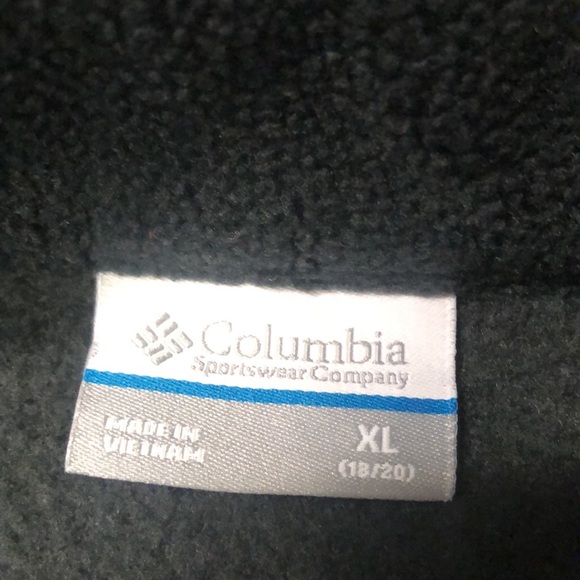 Columbia
Sportswear Company
MADE IN
VIETNAM
XL
(18/20)